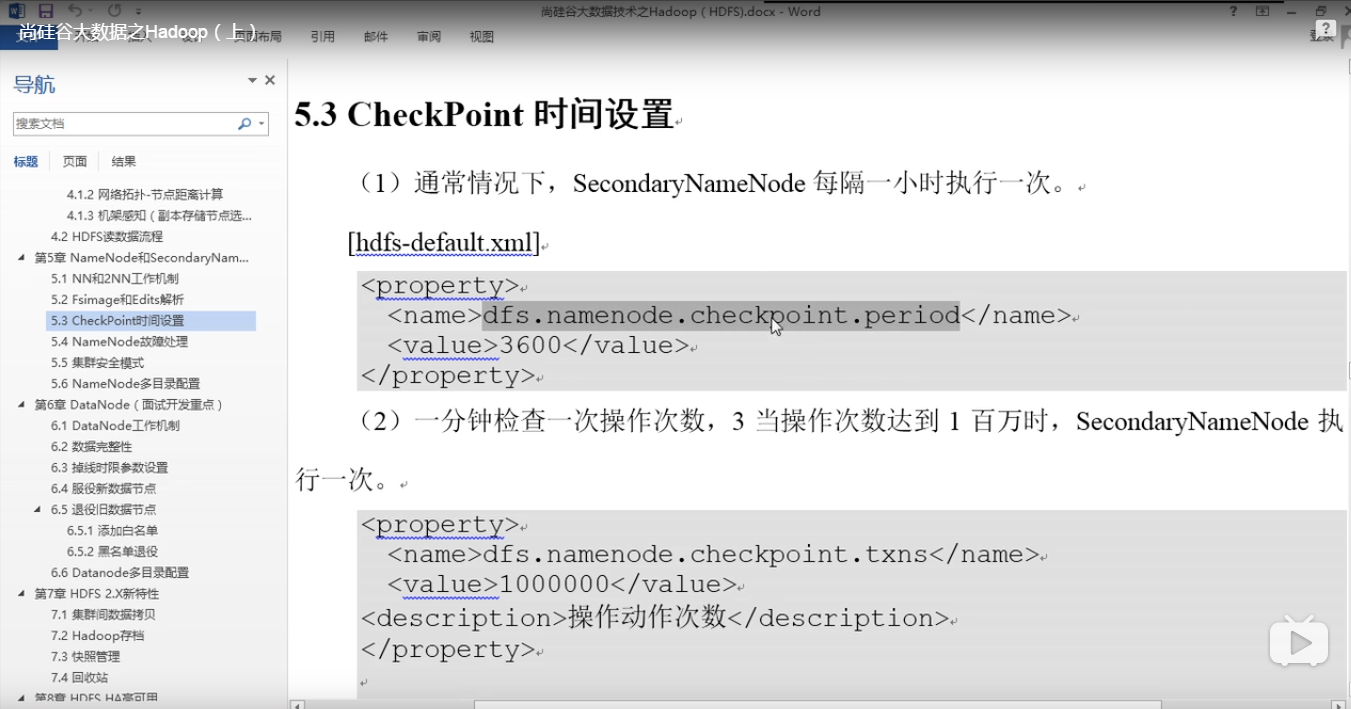 尚硅谷大数据技术之Hadoop（HDFS).docx - Word
尚硅谷大数据之Hadoop（上）
页面布局 引用 邮件 审阅 视图
登录
导航
搜索文档
标题 页面 结果
4.1.2 网络拓扑-节点距离计算
4.1.3 机架感知（副本存储节点选...
4.2 HDFS读数据流程
第5章 NameNode和SecondaryNam...
5.1 NN和2NN工作机制
5.2 Fsimage和Edits解析
5.3 CheckPoint时间设置
5.4 NameNode故障处理
5.5 集群安全模式
5.6 NameNode多目录配置
第6章 DataNode（面试开发重点）
6.1 DataNode工作机制
6.2 数据完整性
6.3 掉线时限参数设置
6.4 服役新数据节点
6.5 退役旧数据节点
6.5.1 添加白名单
6.5.2 黑名单退役
6.6 Datanode多目录配置
第7章 HDFS 2.X新特性
7.1 集群间数据拷贝
7.2 Hadoop存档
7.3 快照管理
7.4 回收站
第8章 HDFS HA高可用
5.3 CheckPoint 时间设置
（1）通常情况下，SecondaryNameNode 每隔一小时执行一次。
[hdfs-default.xml]
<property>
<name>dfs.namenode.checkpoint.period</name>
<value>3600</value>
</property>
（2）一分钟检查一次操作次数，3 当操作次数达到 1 百万时，SecondaryNameNode 执
行一次。
<property>
<name>dfs.namenode.checkpoint.txns</name>
<value>1000000</value>
<description>操作动作次数</description>
</property>